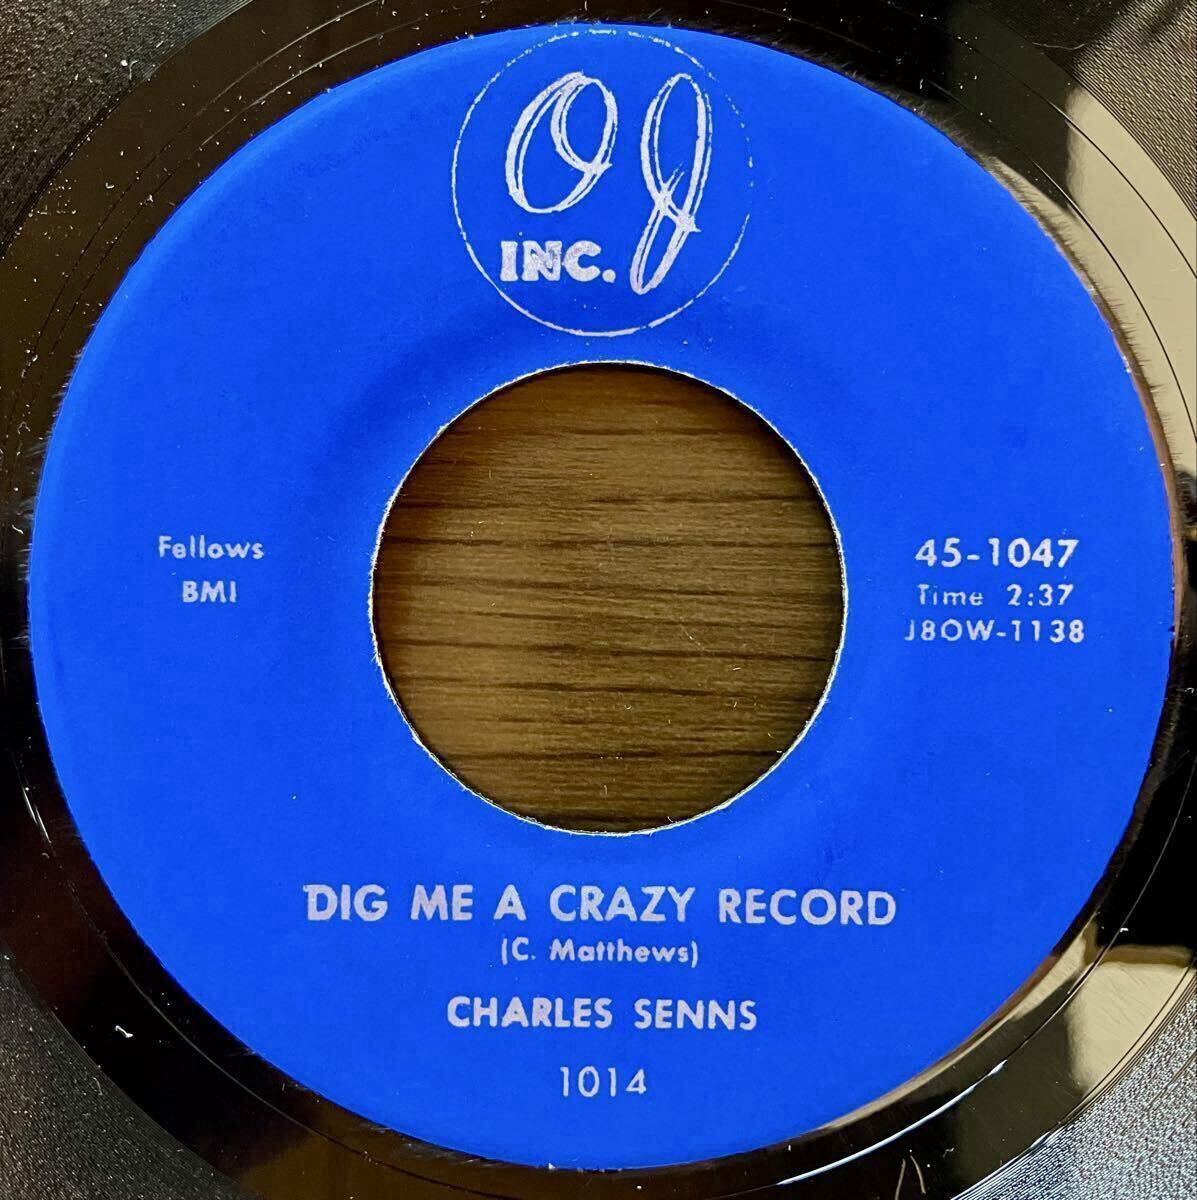 OJ
INC.
Fellows
BMI
45-1047
Time 2:37
J8OW-1138
DIG ME A CRAZY RECORD
(C. Matthews)
CHARLES SENNS
1014